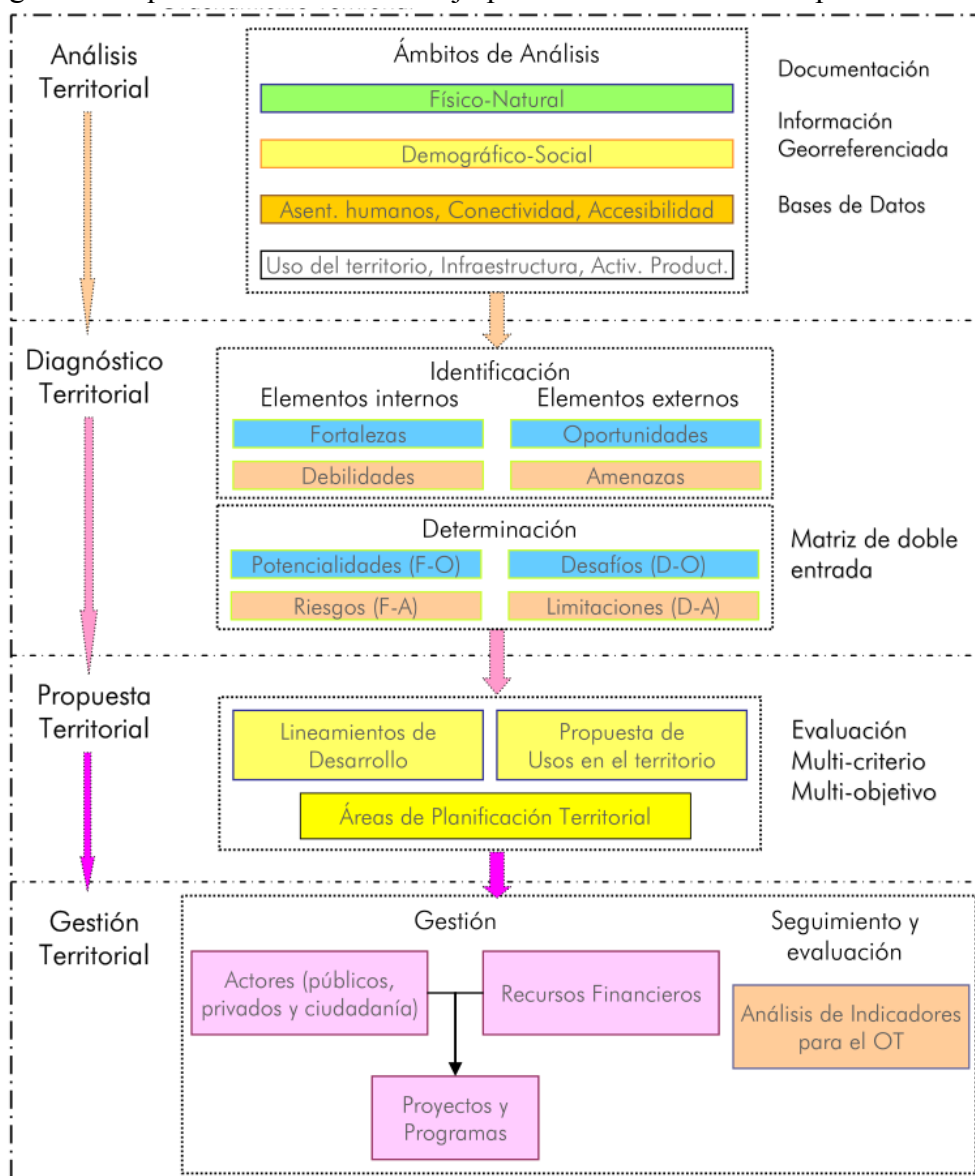 Análisis
Territorial
Ámbitos de Análisis
Físico-Natural
Demográfico-Social
Asent. humanos, Conectividad, Accesibilidad
Uso del territorio, Infraestructura, Activ. Product.
Documentación
Información
Georreferenciada
Bases de Datos
Diagnóstico
Territorial
Identificación
Elementos internos
Elementos externos
Fortalezas
Oportunidades
Debilidades
Amenazas
Determinación
Potencialidades (F-O)
Desafíos (D-O)
Riesgos (F-A)
Limitaciones (D-A)
Matriz de doble
entrada
Propuesta
Territorial
Lineamientos de
Desarrollo
Propuesta de
Usos en el territorio
Áreas de Planificación Territorial
Evaluación
Multi-criterio
Multi-objetivo
Gestión
Territorial
Gestión
Actores (públicos,
privados y ciudadanía)
Recursos Financieros
Proyectos y
Programas
Seguimiento y
evaluación
Análisis de Indicadores
para el OT